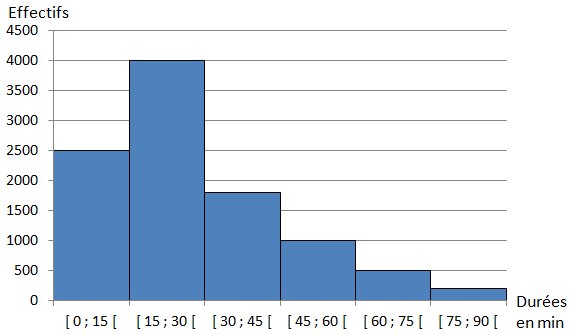 Effectifs
4500
4000
3500
3000
2500
2000
1500
1000
500
0
[ 0 ; 15 [ [ 15 ; 30 [ [ 30 ; 45 [ [ 45 ; 60 [ [ 60 ; 75 [ [ 75 ; 90 [
Durées
en min